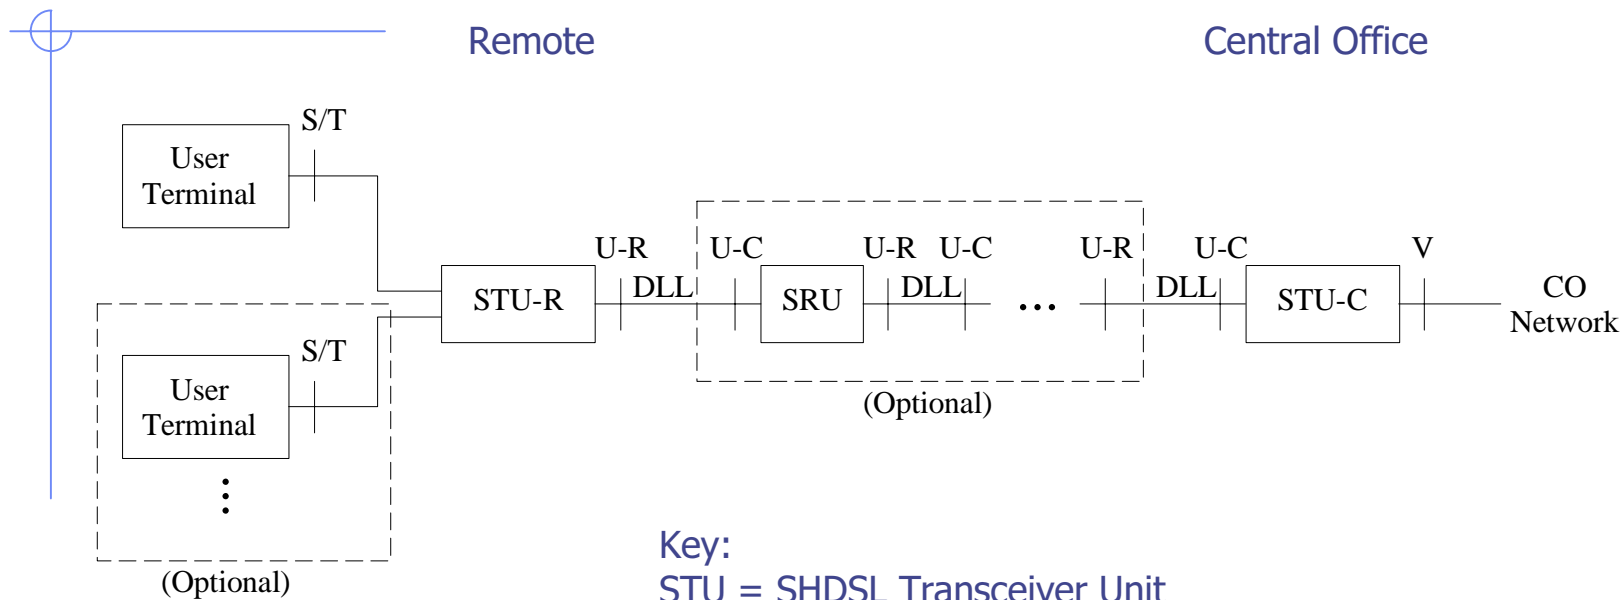 Remote
Central Office
S/T
User
Terminal
U-R
U-C
U-R
U-C
U-R
U-C
V
STU-R
DLL
SRU
DLL
...
DLL
STU-C
CO
Network
S/T
User
Terminal
(Optional)
(Optional)
Key:
STU = SHDSL Transceiver Unit